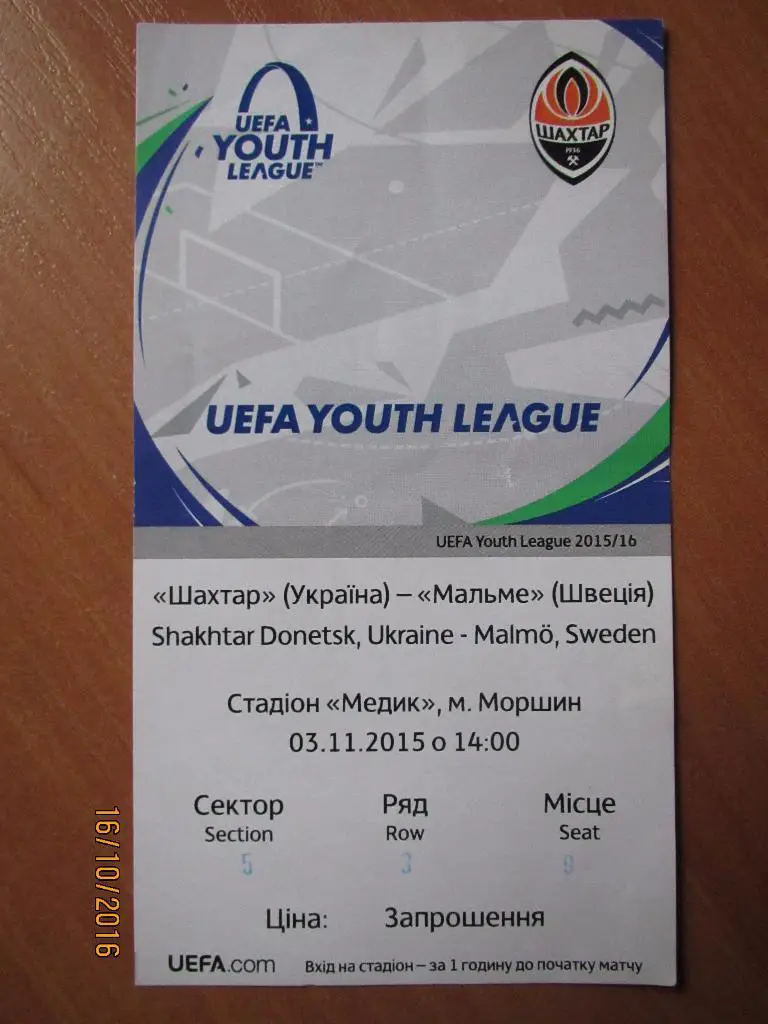 UEFA
YOUTH
LEAGUE™
ШАХТАР
1936
UEFA YOUTH LEAGUE
UEFA Youth League 2015/16
«Шахтар» (Україна) – «Мальме» (Швеція)
Shakhtar Donetsk, Ukraine - Malmö, Sweden
Стадіон «Медик», м. Моршин
03.11.2015 о 14:00
Сектор Ряд Місце
Section Row Seat
5 3 9
Ціна: Запрошення
UEFA.com Вхід на стадіон – за 1 годину до початку матчу
16/10/2016